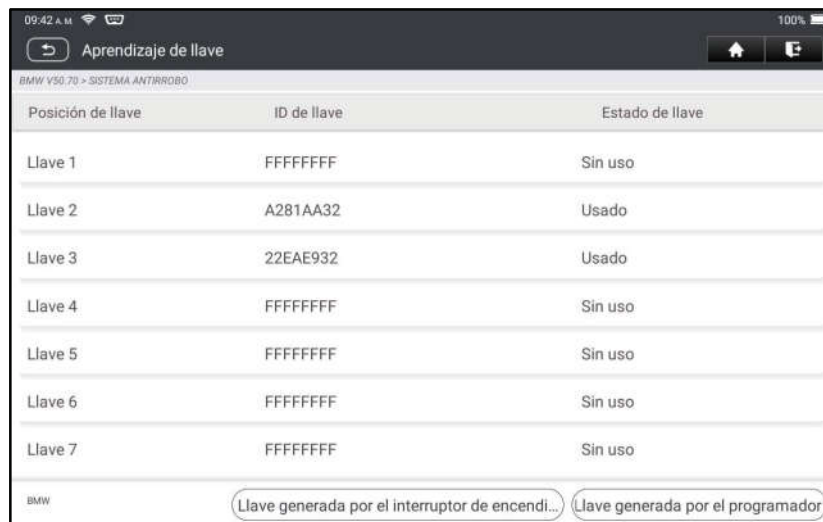 09:42 A.M. 100%
Aprendizaje de llave
BMW V50.70 > SISTEMA ANTIRROBO
Posición de llave ID de llave Estado de llave
Llave 1 FFFFFFFF Sin uso
Llave 2 A281AA32 Usado
Llave 3 22EAE932 Usado
Llave 4 FFFFFFFF Sin uso
Llave 5 FFFFFFFF Sin uso
Llave 6 FFFFFFFF Sin uso
Llave 7 FFFFFFFF Sin uso
BMW Llave generada por el interruptor de encendi... Llave generada por el programador